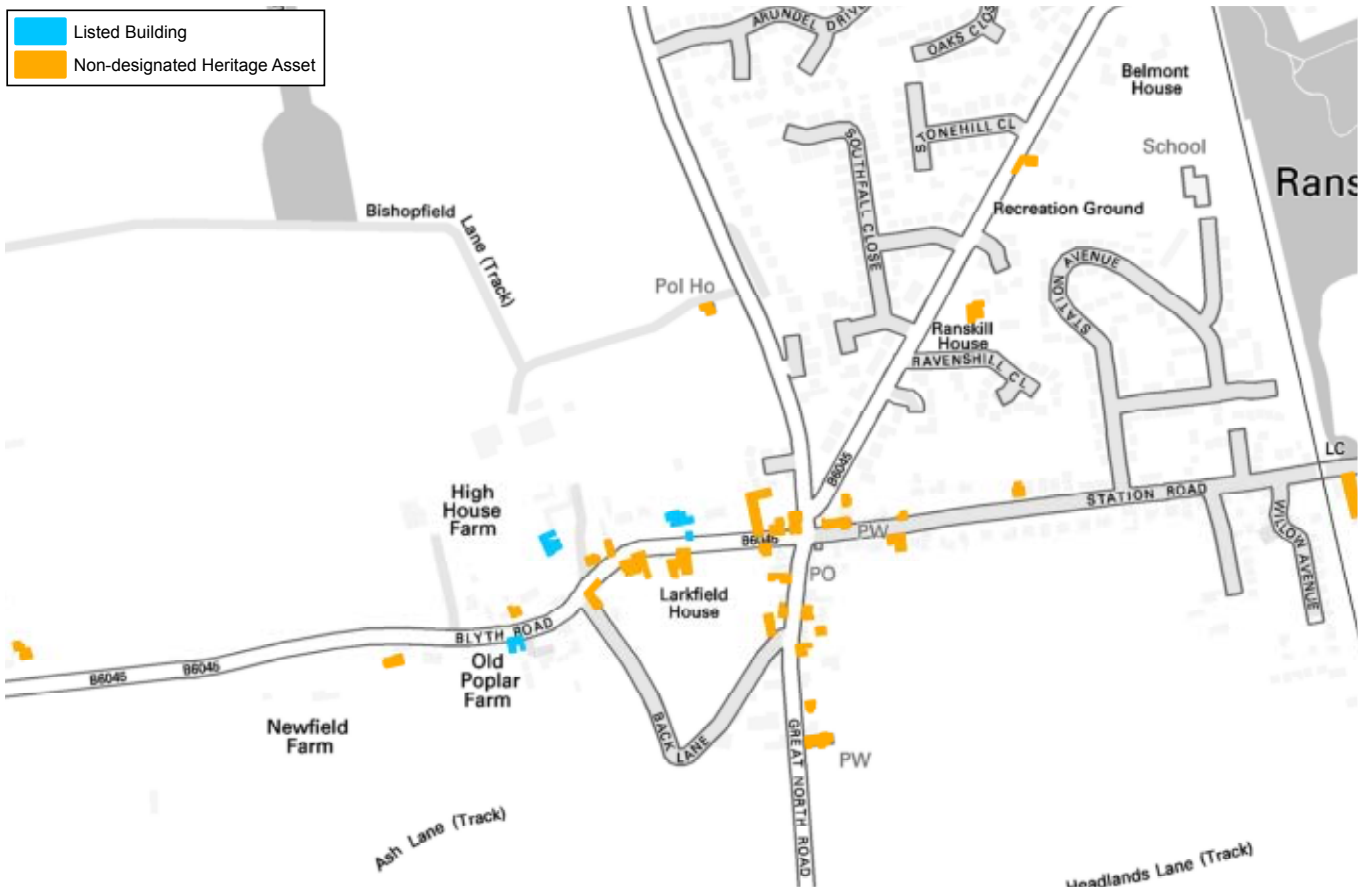 Listed Building
Non-designated Heritage Asset
ARUNDEL DRIVE
OAKS CLOS
Belmont
House
STONEHILL CL
SOUTHFALL CLOSE
School
Rans
Bishopfield
Lane (Track)
Recreation Ground
STATION AVENUE
Pol Ho
Ranskill
House
RAVENSHILL CL
B6045
LC
High
House
Farm
STATION ROAD
WILLOW AVENUE
B6045
PW
PO
Larkfield
House
BLYTH ROAD
B6045
B6045
Old
Poplar
Farm
Newfield
Farm
BACK LANE
GREAT NORTH ROAD
PW
Ash Lane (Track)
Headlands Lane (Track)